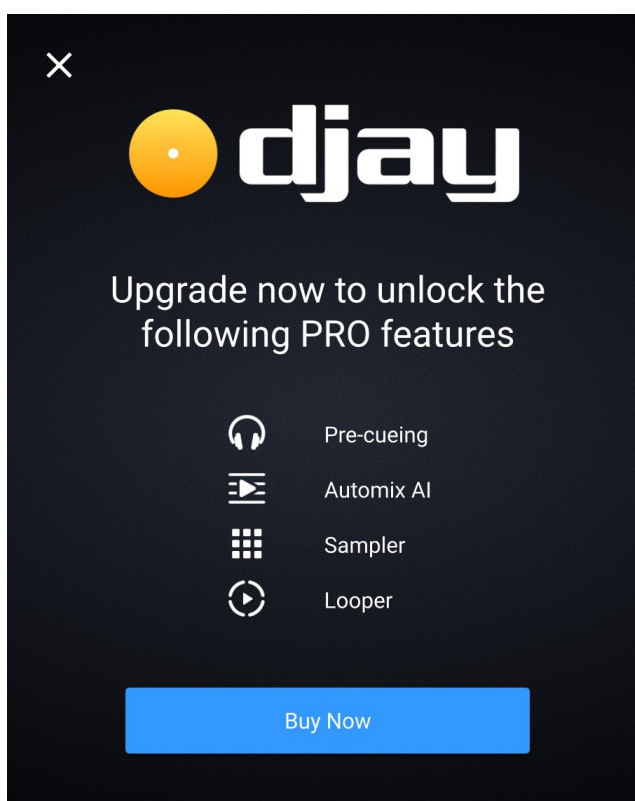 djay
Upgrade now to unlock the
following PRO features
Pre-cueing
Automix AI
Sampler
Looper
Buy Now